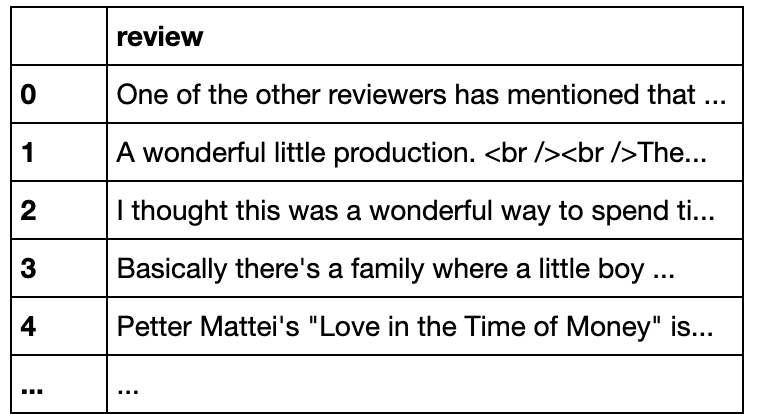 review
0 One of the other reviewers has mentioned that ...
1 A wonderful little production. <br /><br />The...
2 I thought this was a wonderful way to spend ti...
3 Basically there's a family where a little boy ...
4 Petter Mattei's "Love in the Time of Money" is...
... ...